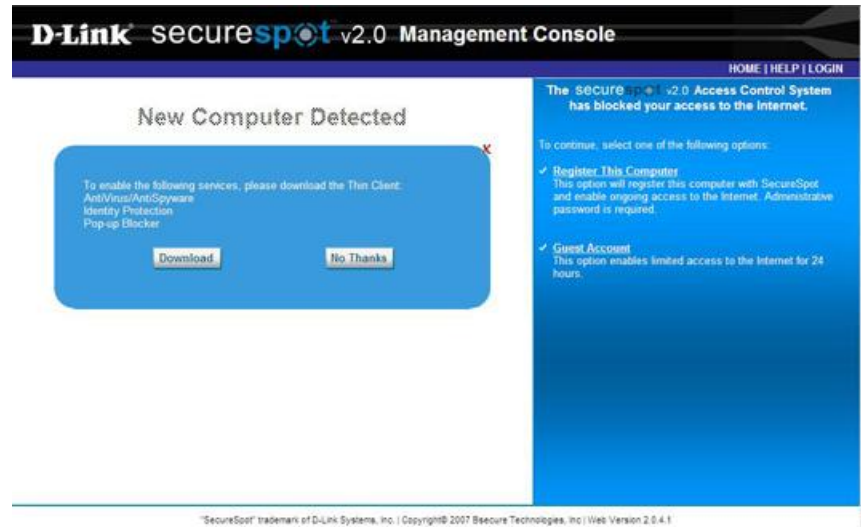 D-Link securespot v2.0 Management Console
HOME | HELP | LOGIN
New Computer Detected
X
To enable the following services, please download the Thin Client:
AntiVirus/AntiSpyware
Identity Protection
Pop-up Blocker
Download
No Thanks
The securespot v2.0 Access Control System
has blocked your access to the Internet.
To continue, select one of the following options:
✓ Register This Computer
This option will register this computer with SecureSpot
and enable ongoing access to the Internet. Administrative
password is required.
✓ Guest Account
This option enables limited access to the Internet for 24
hours.
"SecureSpot" trademark of D-Link Systems, Inc. | Copyright© 2007 Bsecure Technologies, Inc | Web Version 2.0.4.1